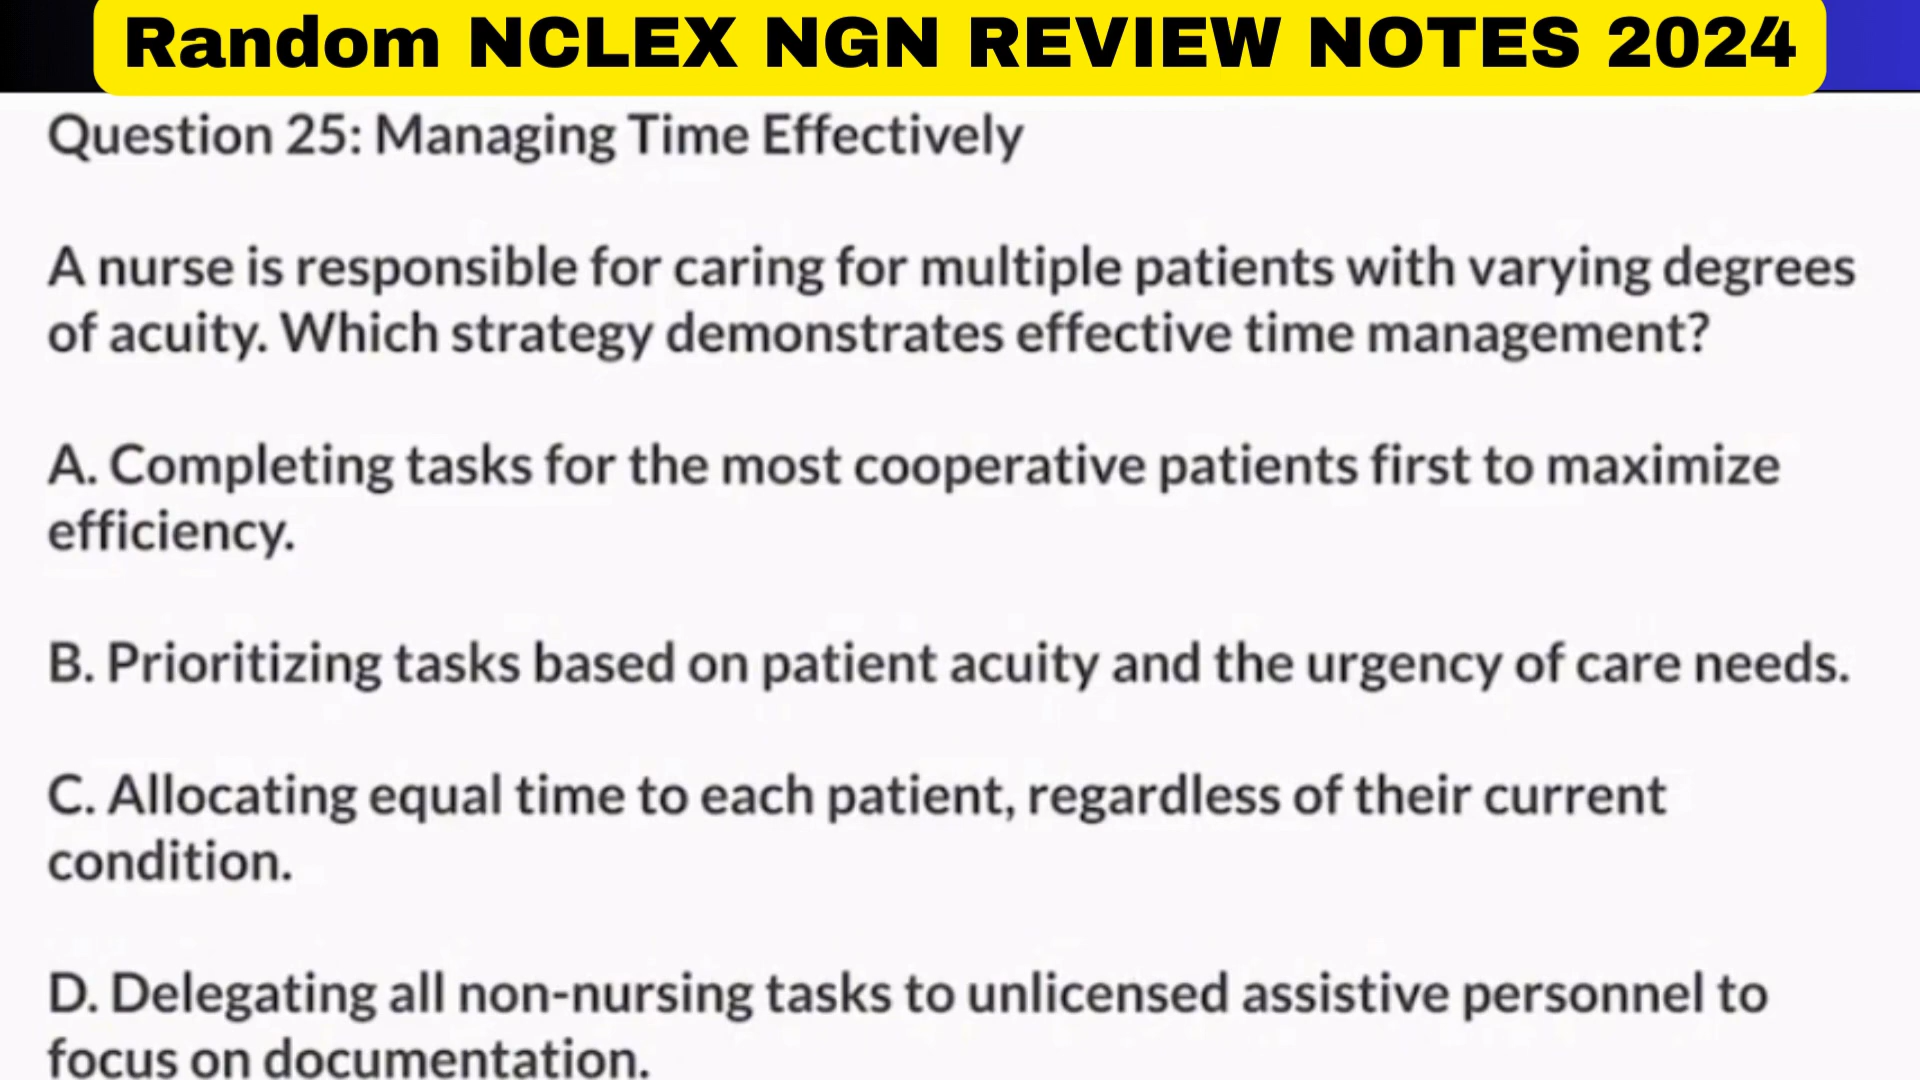 Random NCLEX NGN REVIEW NOTES 2024
Question 25: Managing Time Effectively
A nurse is responsible for caring for multiple patients with varying degrees
of acuity. Which strategy demonstrates effective time management?
A. Completing tasks for the most cooperative patients first to maximize
efficiency.
B. Prioritizing tasks based on patient acuity and the urgency of care needs.
C. Allocating equal time to each patient, regardless of their current
condition.
D. Delegating all non-nursing tasks to unlicensed assistive personnel to
focus on documentation.